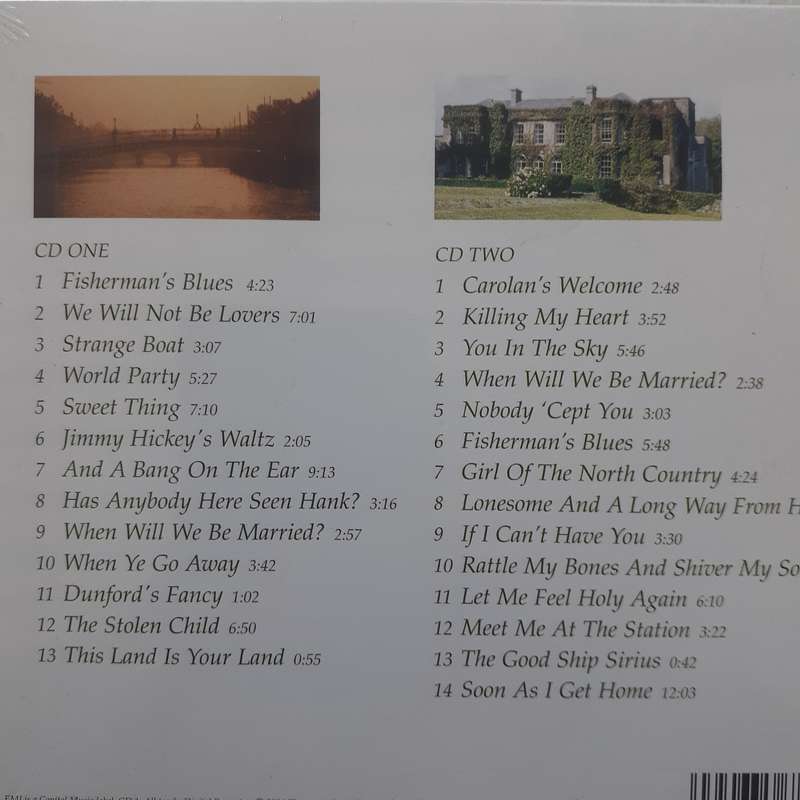 CD ONE
1 Fisherman's Blues 4:23
2 We Will Not Be Lovers 7:01
3 Strange Boat 3:07
4 World Party 5:27
5 Sweet Thing 7:10
6 Jimmy Hickey's Waltz 2:05
7 And A Bang On The Ear 9:13
8 Has Anybody Here Seen Hank? 3:16
9 When Will We Be Married? 2:57
10 When Ye Go Away 3:42
11 Dunford's Fancy 1:02
12 The Stolen Child 6:50
13 This Land Is Your Land 0:55
CD TWO
1 Carolan's Welcome 2:48
2 Killing My Heart 3:52
3 You In The Sky 5:46
4 When Will We Be Married? 2:38
5 Nobody 'Cept You 3:03
6 Fisherman's Blues 5:48
7 Girl Of The North Country 4:24
8 Lonesome And A Long Way From H
9 If I Can't Have You 3:30
10 Rattle My Bones And Shiver My So
11 Let Me Feel Holy Again 6:10
12 Meet Me At The Station 3:22
13 The Good Ship Sirius 0:42
14 Soon As I Get Home 12:03